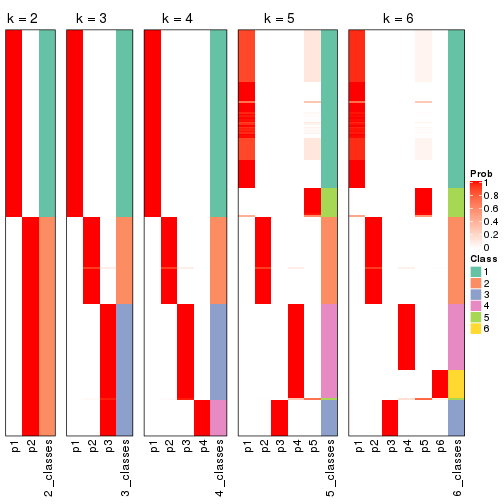 k = 2
k = 3
k = 4
k = 5
k = 6
p1
p2
2_classes
p1
p2
p3
3_classes
p1
p2
p3
p4
4_classes
p1
p2
p3
p4
p5
5_classes
p1
p2
p3
p4
p5
p6
6_classes
Prob
1
0.8
0.6
0.4
0.2
0
Class
1
2
3
4
5
6